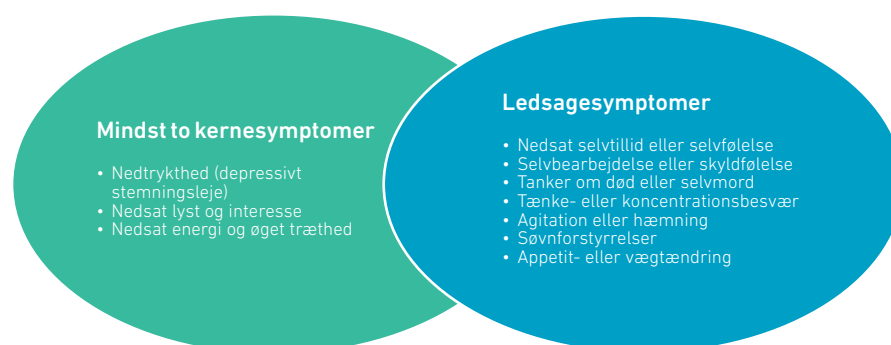 Mindst to kernesymptomer
• Nedtrykthed (depressivt
stemningsleje)
• Nedsat lyst og interesse
• Nedsat energi og øget træthed
Ledsagesymptomer
• Nedsat selvtillid eller selvfølelse
• Selvbearbejdelse eller skyldfølelse
• Tanker om død eller selvmord
• Tænke- eller koncentrationsbesvær
• Agitation eller hæmning
• Søvnforstyrrelser
• Appetit- eller vægtændring